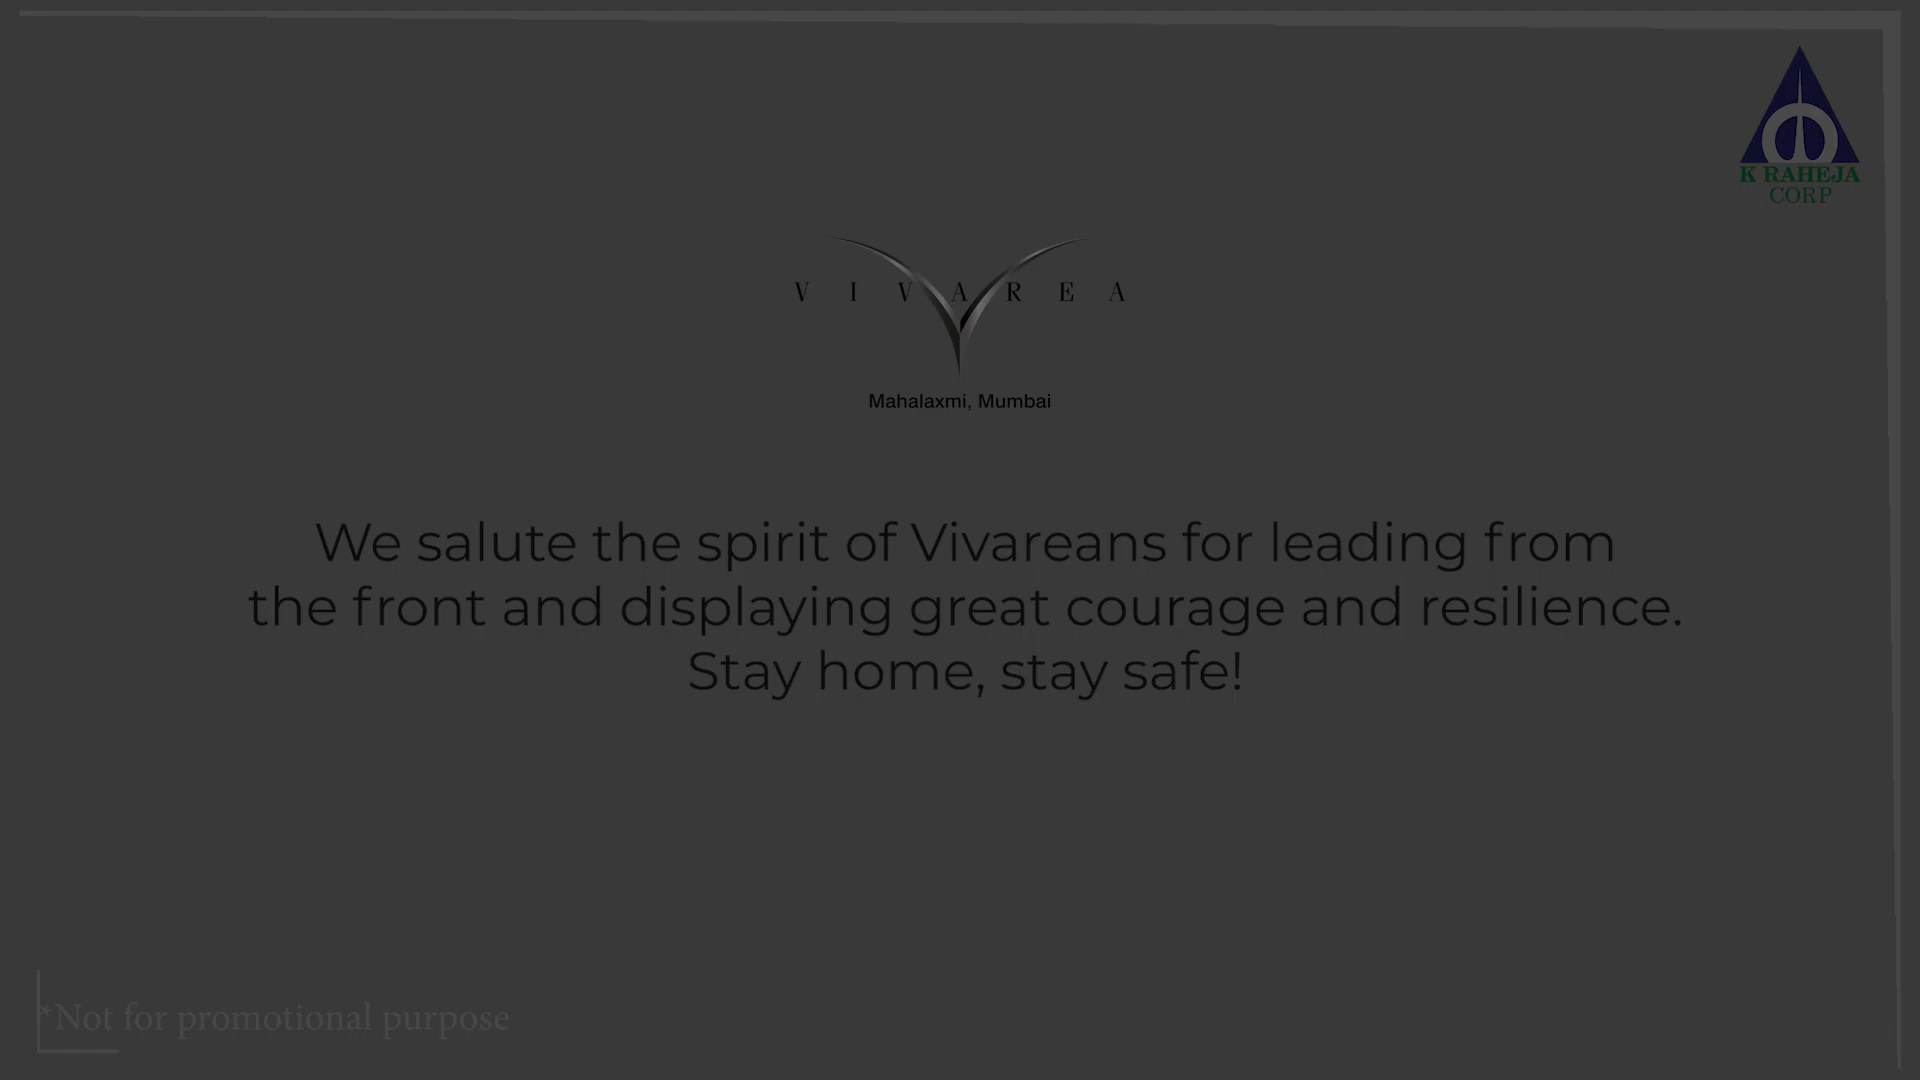 K RAHEJA
CORP
VIVAREA
Mahalaxmi, Mumbai
We salute the spirit of Vivareans for leading from
the front and displaying great courage and resilience.
Stay home, stay safe!
*Not for promotional purpose